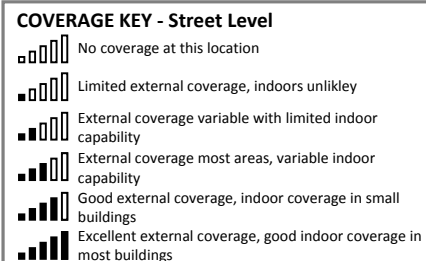 COVERAGE KEY - Street Level
No coverage at this location
Limited external coverage, indoors unlikley
External coverage variable with limited indoor
capability
External coverage most areas, variable indoor
capability
Good external coverage, indoor coverage in small
buildings
Excellent external coverage, good indoor coverage in
most buildings